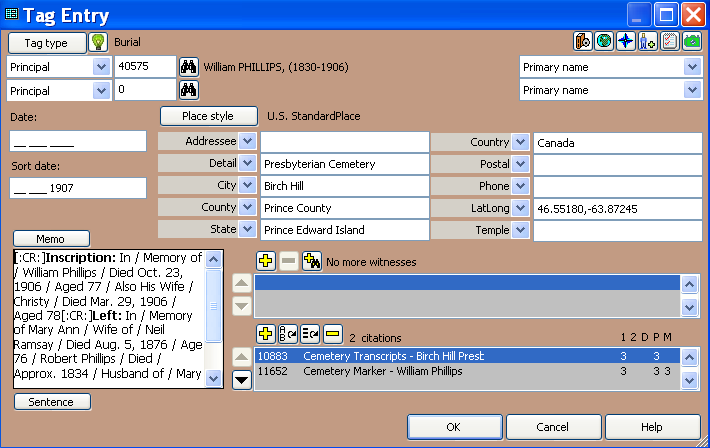 Tag Entry
Tag type Burial
Principal 40575 William PHILLIPS, (1830-1906) Primary name
Principal 0 Primary name
Date: Place style U.S. StandardPlace
__ ___ ____
Addressee Country Canada
Sort date: Detail Presbyterian Cemetery Postal
__ ___ 1907 City Birch Hill Phone
County Prince County LatLong 46.55180,-63.87245
State Prince Edward Island Temple
Memo
[:CR:]Inscription: In / Memory of
/ William Phillips / Died Oct. 23,
1906 / Aged 77 / Also His Wife /
Christy / Died Mar. 29, 1906 /
Aged 78[:CR:]Left: In / Memory
of Mary Ann / Wife of / Neil
Ramsay / Died Aug. 5, 1876 / Age
76 / Robert Phillips / Died /
Approx. 1834 / Husband of / Mary
No more witnesses
2 citations 1 2 D P M
10883 Cemetery Transcripts - Birch Hill Presb 3 3
11652 Cemetery Marker - William Phillips 3 3 3
Sentence
OK Cancel Help